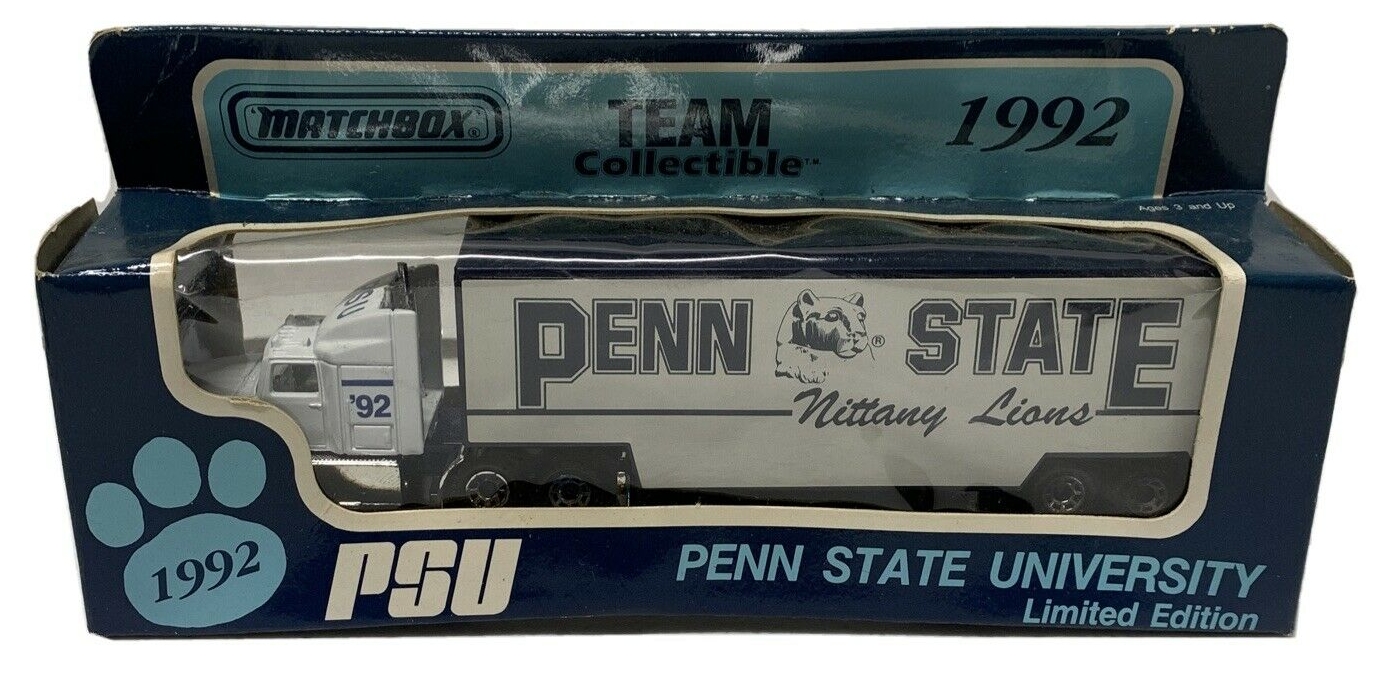 MATCHBOX®
TEAM
Collectible™
1992
Ages 3 and Up
PSU
'92
PENN STATE
®
Nittany Lions
1992
PSU
PENN STATE UNIVERSITY
Limited Edition